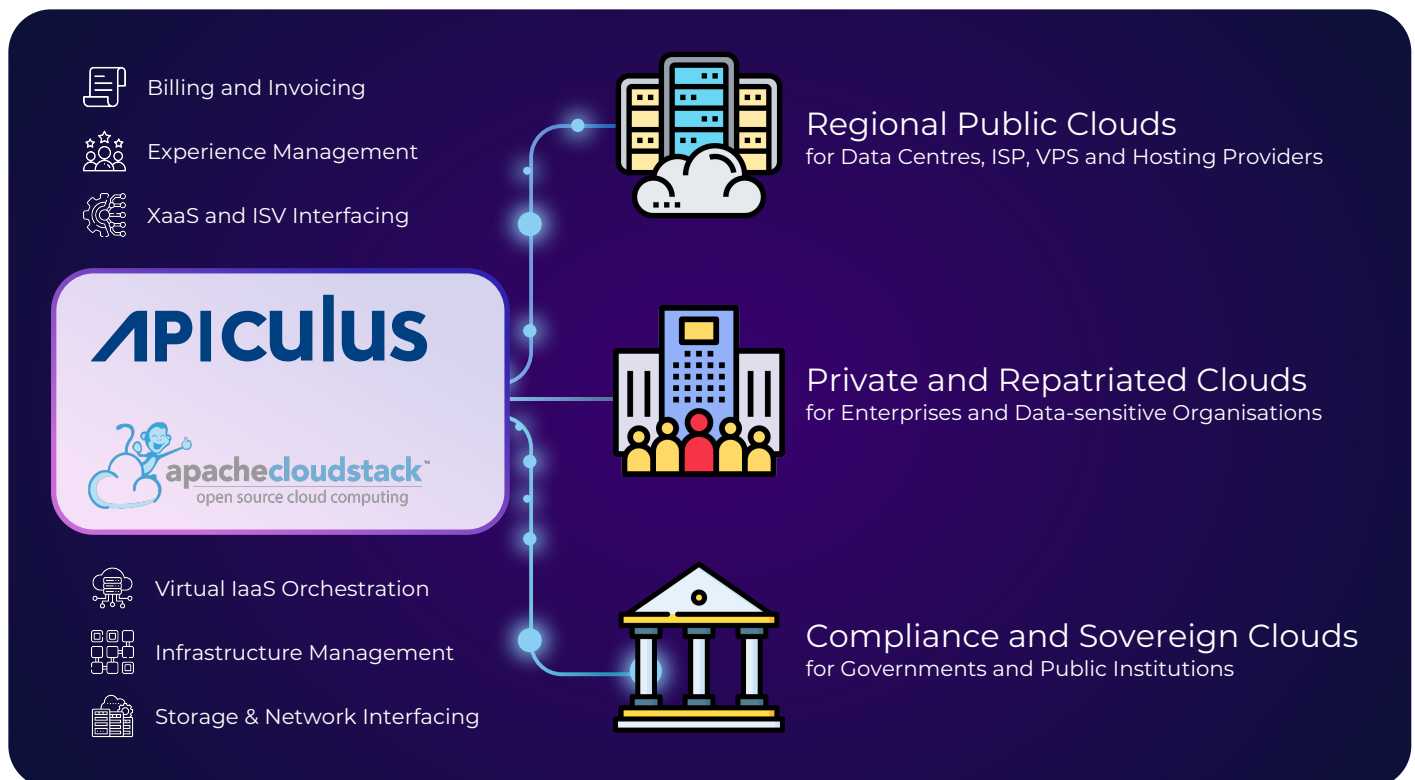 Billing and Invoicing
Experience Management
XaaS and ISV Interfacing
APICULUS
apachecloudstack™
open source cloud computing
Virtual IaaS Orchestration
Infrastructure Management
Storage & Network Interfacing
Regional Public Clouds
for Data Centres, ISP, VPS and Hosting Providers
Private and Repatriated Clouds
for Enterprises and Data-sensitive Organisations
Compliance and Sovereign Clouds
for Governments and Public Institutions